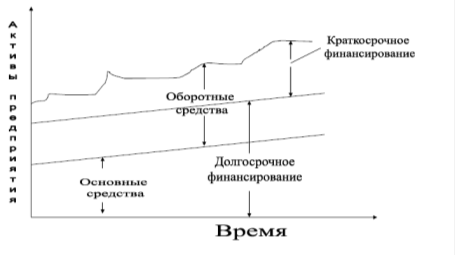 Активы предприятия
Краткосрочное
финансирование
Оборотные
средства
Долгосрочное
финансирование
Основные
средства
Время